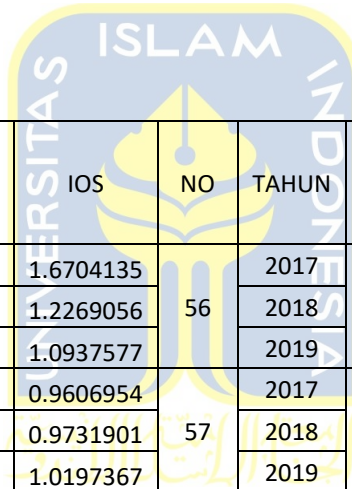 ISLAM
UNIVERSITAS
INDONESIA
IOS NO TAHUN
1.6704135 56 2017
1.2269056 2018
1.0937577 2019
0.9606954 57 2017
0.9731901 2018
1.0197367 2019